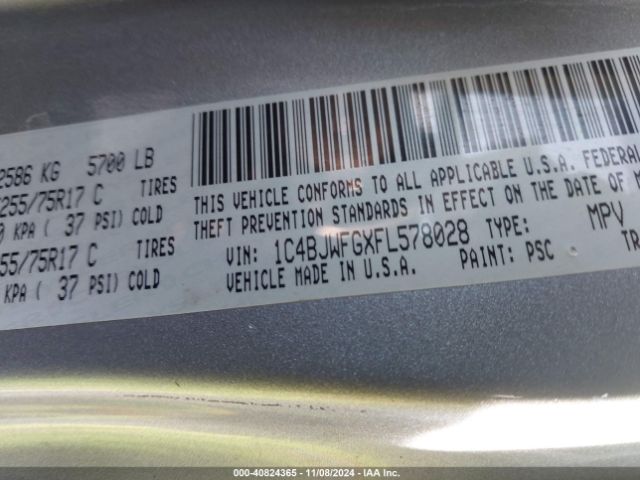 2586 KG 5700 LB
255/75R17 C TIRES
KPA ( 37 PSI) COLD
55/75R17 C TIRES
KPA ( 37 PSI) COLD
THIS VEHICLE CONFORMS TO ALL APPLICABLE U.S.A. FEDERAL
THEFT PREVENTION STANDARDS IN EFFECT ON THE DATE OF M
VIN: 1C4BJWFGXFL578028 TYPE: MPV
VEHICLE MADE IN U.S.A. PAINT: PSC TR
000-40824365 - 11/08/2024 - IAA Inc.